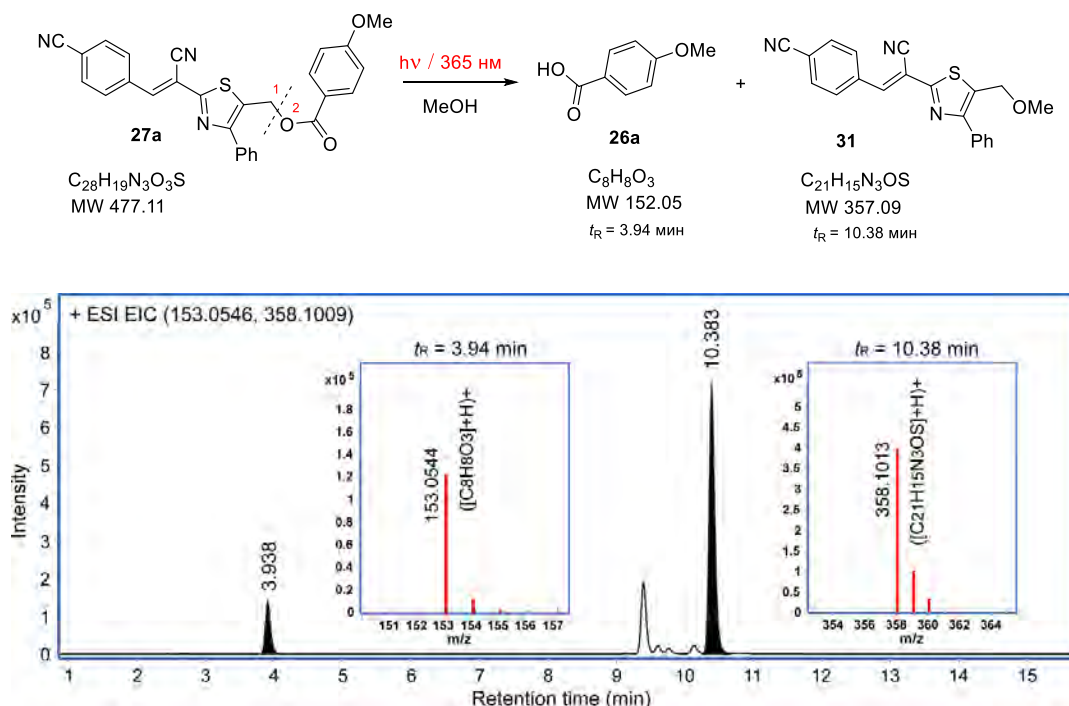 NC
CN
S
N
Ph
1
2
O
O
OMe
27a
C28H19N3O3S
MW 477.11
hν / 365 нм
MeOH
HO
O
OMe
26a
C8H8O3
MW 152.05
tR = 3.94 мин
+
NC
CN
S
N
OMe
Ph
31
C21H15N3OS
MW 357.09
tR = 10.38 мин
x10 5
+ ESI EIC (153.0546, 358.1009)
8
7
6
5
4
3
2
1
0
Intensity
3.938
tR = 3.94 min
x10 5
1.8
1.6
1.4
1.2
1
0.8
0.6
0.4
0.2
0
153.0544
([C8H8O3]+H)+
151 152 153 154 155 156 157
m/z
10.383
tR = 10.38 min
x10 5
5
4.5
4
3.5
3
2.5
2
1.5
1
0.5
0
358.1013
([C21H15N3OS]+H)+
354 356 358 360 362 364
m/z
1 2 3 4 5 6 7 8 9 10 11 12 13 14 15
Retention time (min)